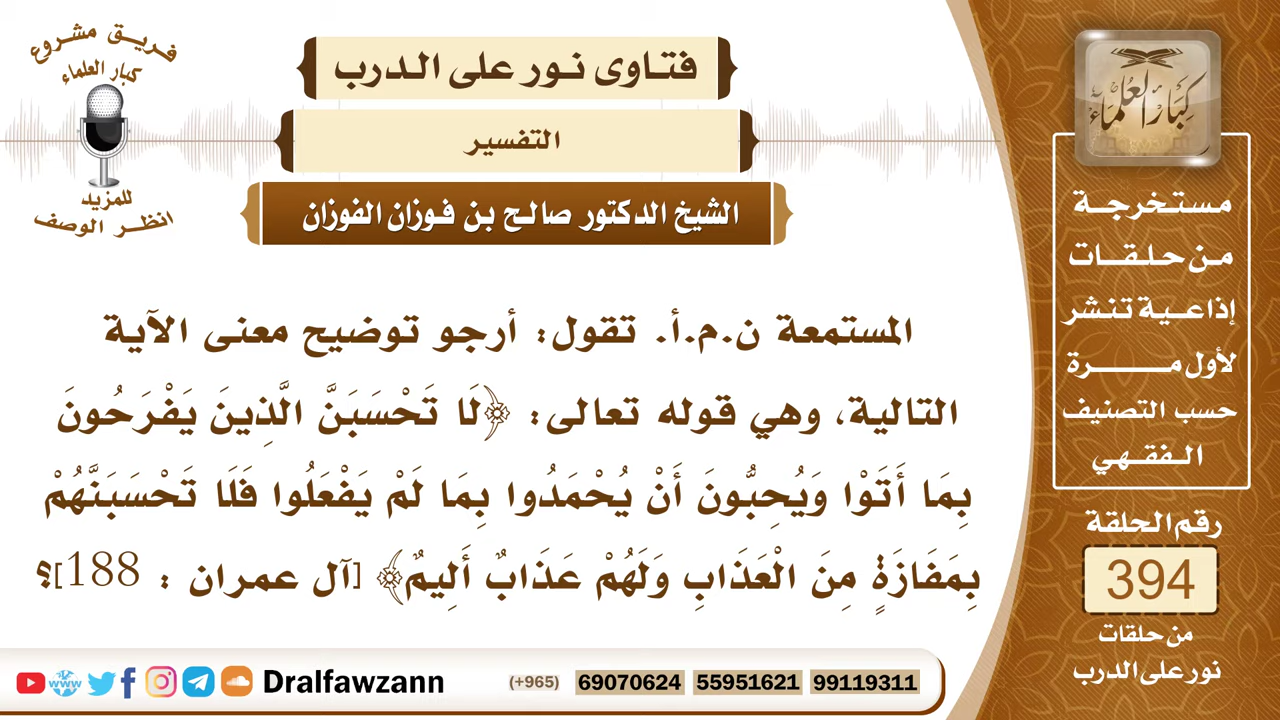 فتاوى نور على الدرب
التفسير
الشيخ الدكتور صالح بن فوزان الفوزان
فريق مشروع
كبار العلماء
للمزيد
انظر الوصف
كبار العلماء
مستخرجة
من حلقات
إذاعية تنشر
لأول مرة
حسب التصنيف
الفقهي
رقم الحلقة
394
من حلقات
نور على الدرب
المستمعة ن.م.أ. تقول: أرجو توضيح معنى الآية
التالية، وهي قوله تعالى: ﴿لَا تَحْسَبَنَّ الَّذِينَ يَفْرَحُونَ
بِمَا أَتَوْا وَيُحِبُّونَ أَنْ يُحْمَدُوا بِمَا لَمْ يَفْعَلُوا فَلَا تَحْسَبَنَّهُمْ
بِمَفَازَةٍ مِنَ الْعَذَابِ وَلَهُمْ عَذَابٌ أَلِيمٌ﴾ [آل عمران : 188]؟
www Dralfawzann (+965) 69070624 55951621 99119311